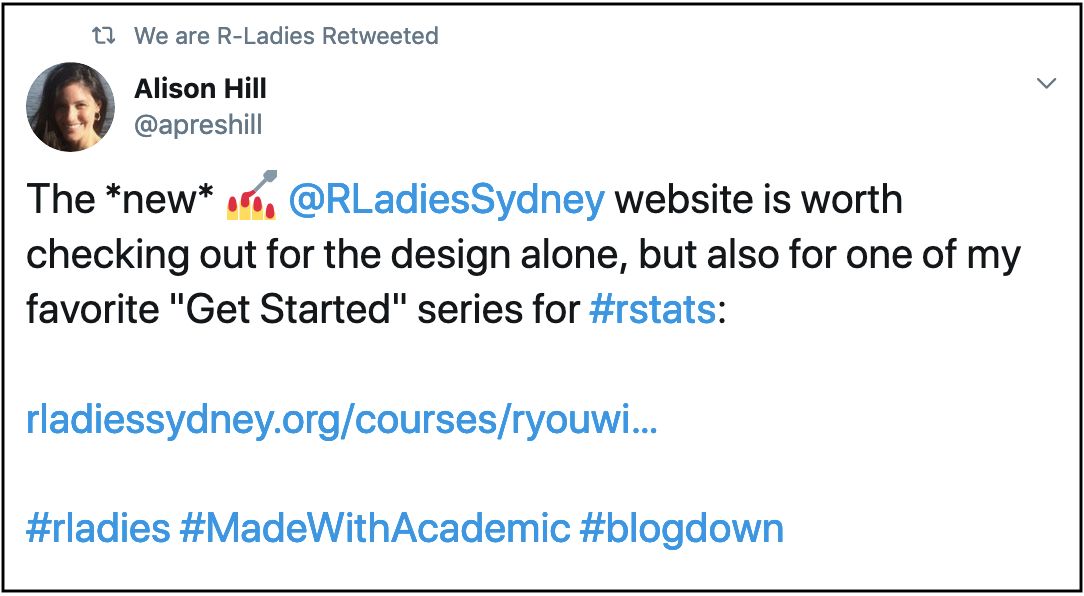 We are R-Ladies Retweeted
Alison Hill
@apreshill
The *new* 💅 @RLadiesSydney website is worth
checking out for the design alone, but also for one of my
favorite "Get Started" series for #rstats:
rladiessydney.org/courses/ryouwi...
#rladies #MadeWithAcademic #blogdown